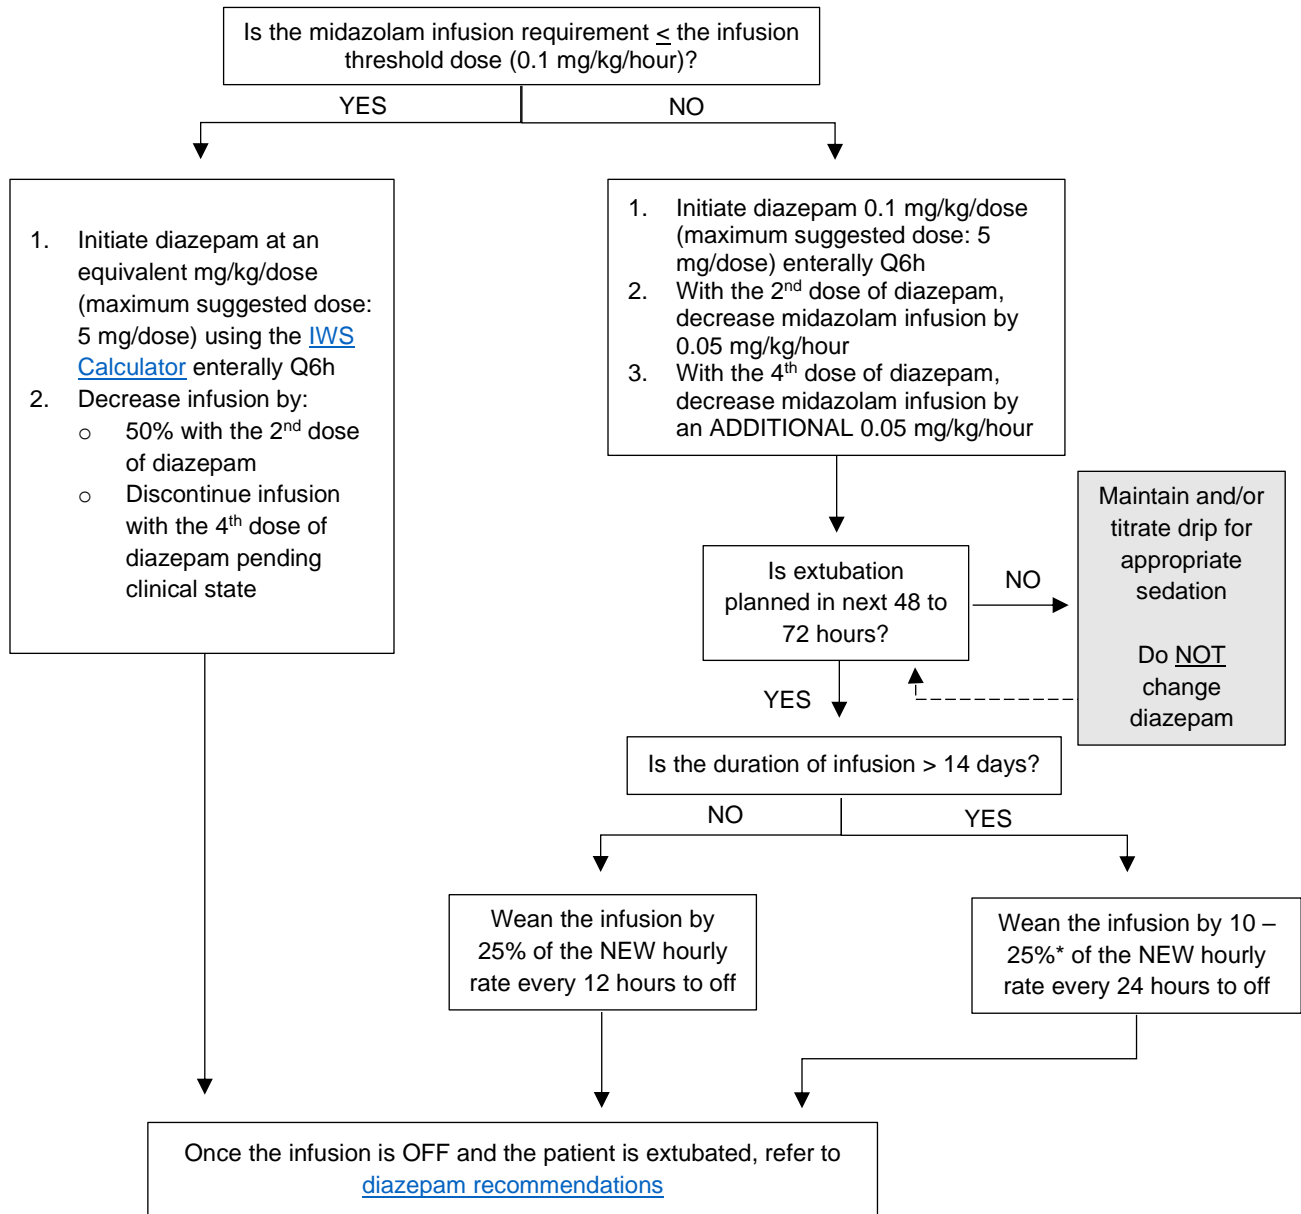 Is the midazolam infusion requirement < the infusion
threshold dose (0.1 mg/kg/hour)?
YES
NO
1. Initiate diazepam at an
equivalent mg/kg/dose
(maximum suggested dose:
5 mg/dose) using the IWS
Calculator enterally Q6h
2. Decrease infusion by:
o 50% with the 2nd dose
of diazepam
o Discontinue infusion
with the 4th dose of
diazepam pending
clinical state
1. Initiate diazepam 0.1 mg/kg/dose
(maximum suggested dose: 5
mg/dose) enterally Q6h
2. With the 2nd dose of diazepam,
decrease midazolam infusion by
0.05 mg/kg/hour
3. With the 4th dose of diazepam,
decrease midazolam infusion by
an ADDITIONAL 0.05 mg/kg/hour
Is extubation
planned in next 48 to
72 hours?
NO
Maintain and/or
titrate drip for
appropriate
sedation
Do NOT
change
diazepam
YES
Is the duration of infusion > 14 days?
NO
YES
Wean the infusion by
25% of the NEW hourly
rate every 12 hours to off
Wean the infusion by 10 –
25%* of the NEW hourly
rate every 24 hours to off
Once the infusion is OFF and the patient is extubated, refer to
diazepam recommendations